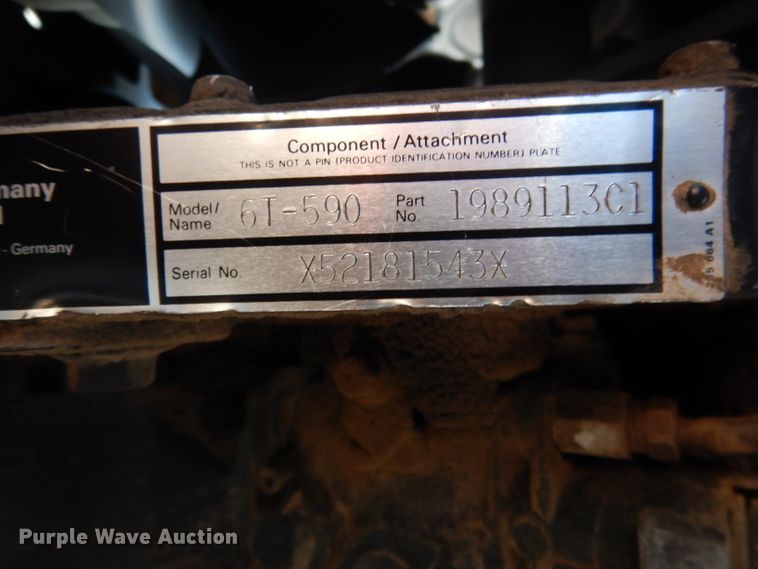 Component / Attachment
THIS IS NOT A PIN (PRODUCT IDENTIFICATION NUMBER) PLATE
many
- Germany
Model/ Name 6T-590 Part No. 1989113C1
Serial No. X52181543X
Purple Wave Auction